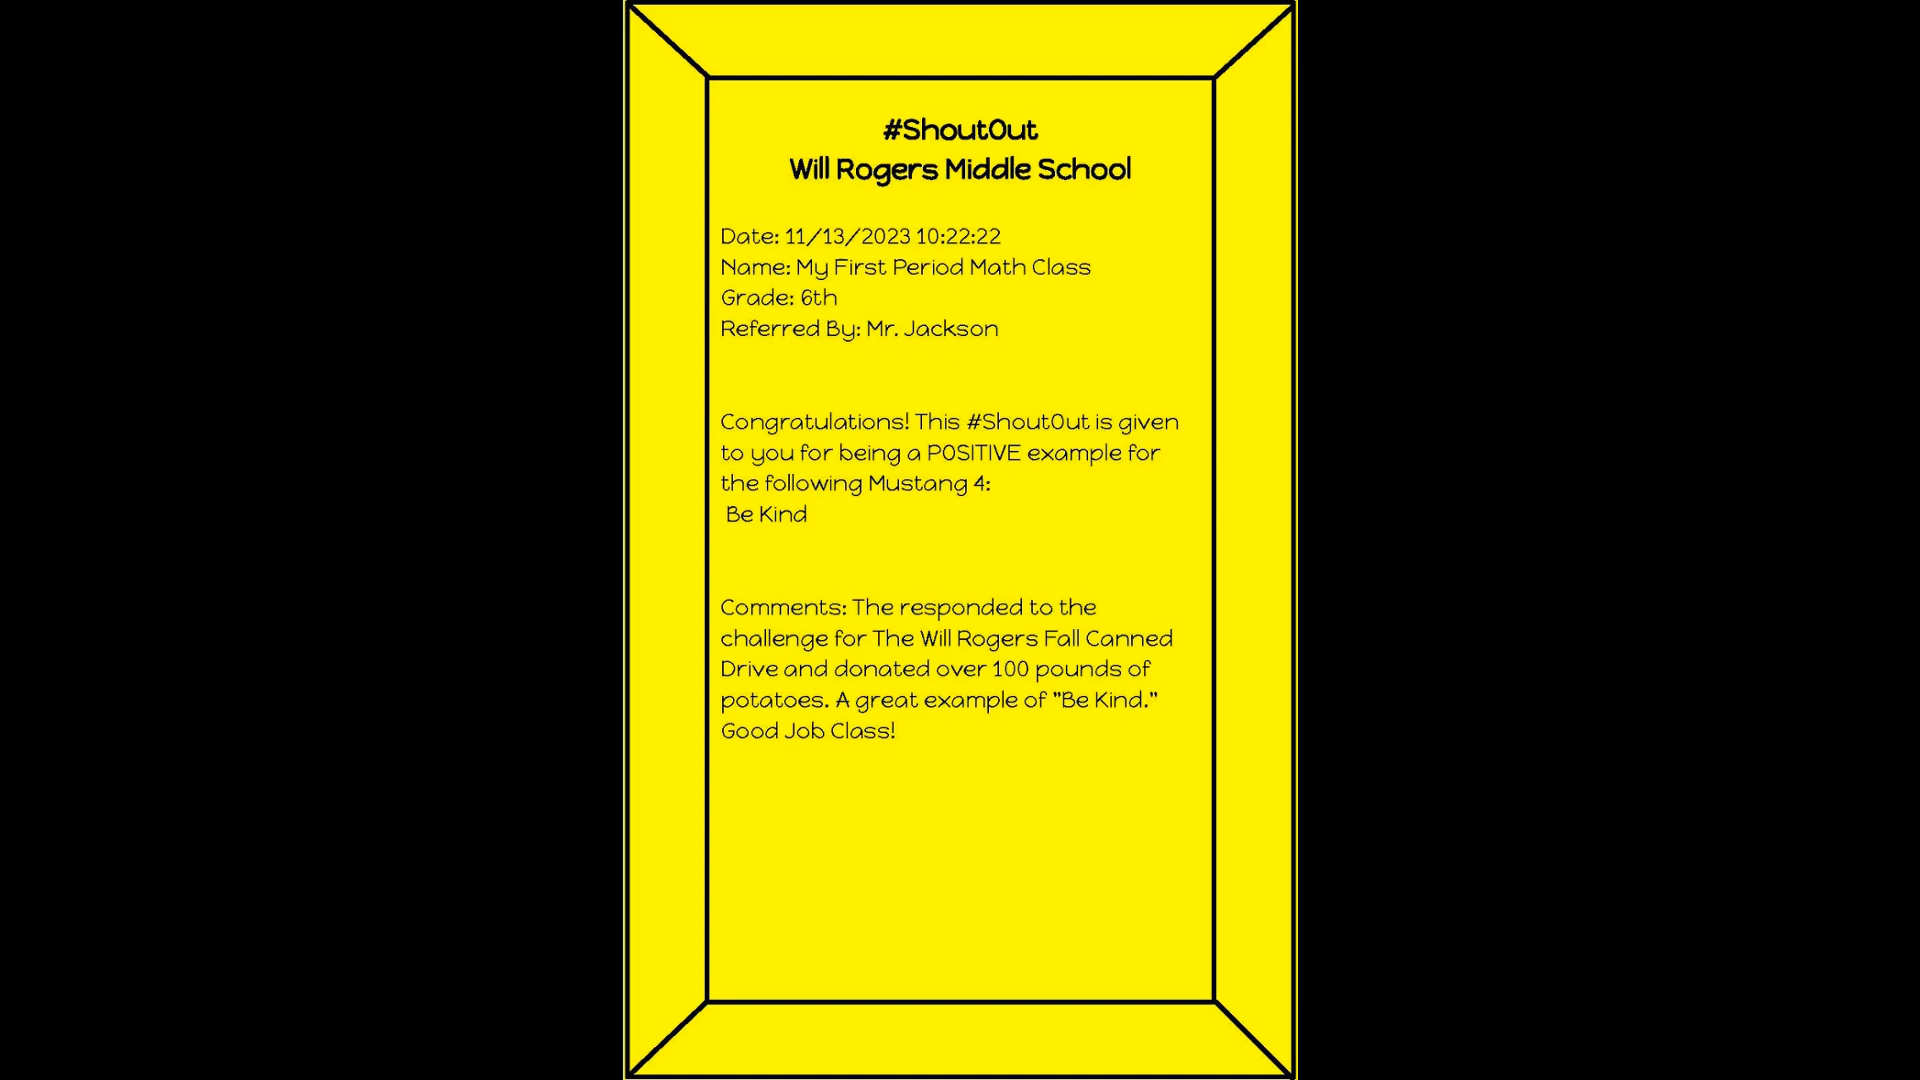 #ShoutOut
Will Rogers Middle School
Date: 11/13/2023 10:22:22
Name: My First Period Math Class
Grade: 6th
Referred By: Mr. Jackson
Congratulations! This #ShoutOut is given
to you for being a POSITIVE example for
the following Mustang 4:
Be Kind
Comments: The responded to the
challenge for The Will Rogers Fall Canned
Drive and donated over 100 pounds of
potatoes. A great example of "Be Kind."
Good Job Class!